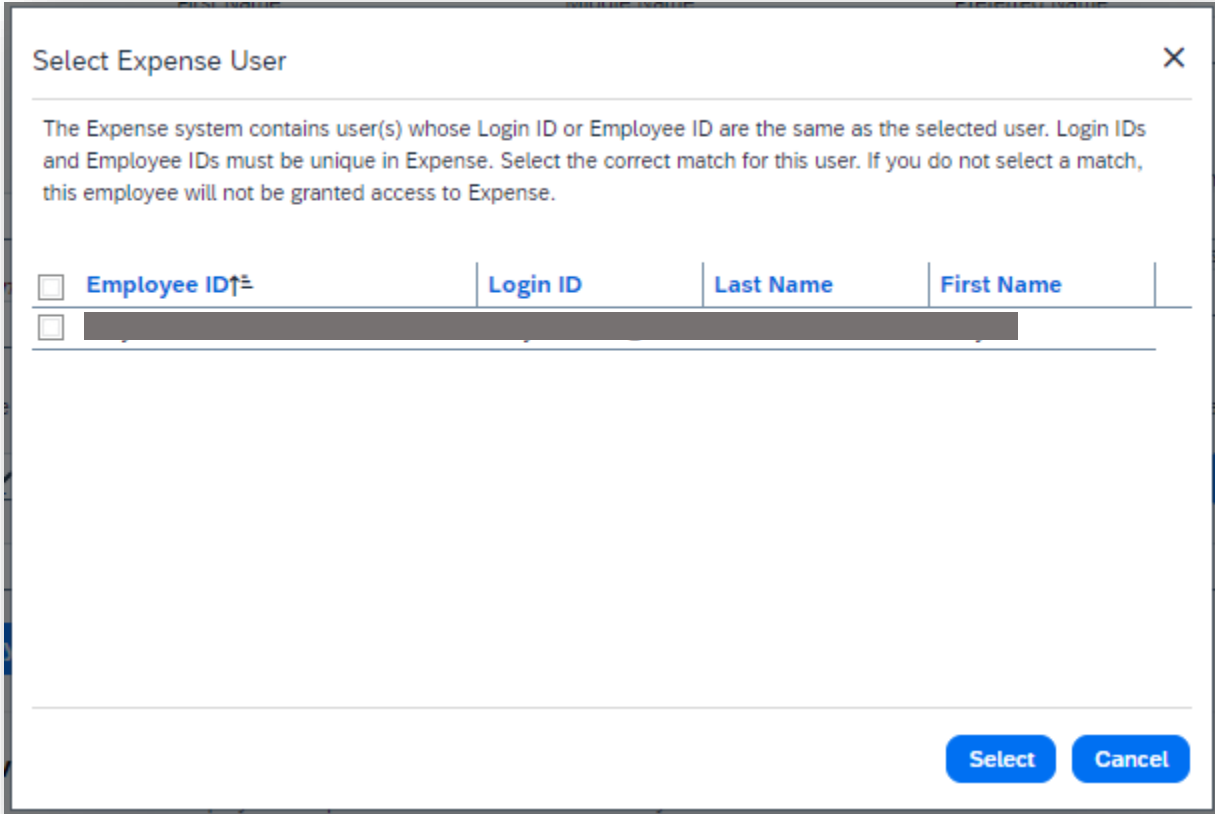 Select Expense User
The Expense system contains user(s) whose Login ID or Employee ID are the same as the selected user. Login IDs
and Employee IDs must be unique in Expense. Select the correct match for this user. If you do not select a match,
this employee will not be granted access to Expense.
Employee ID Login ID Last Name First Name
Select Cancel